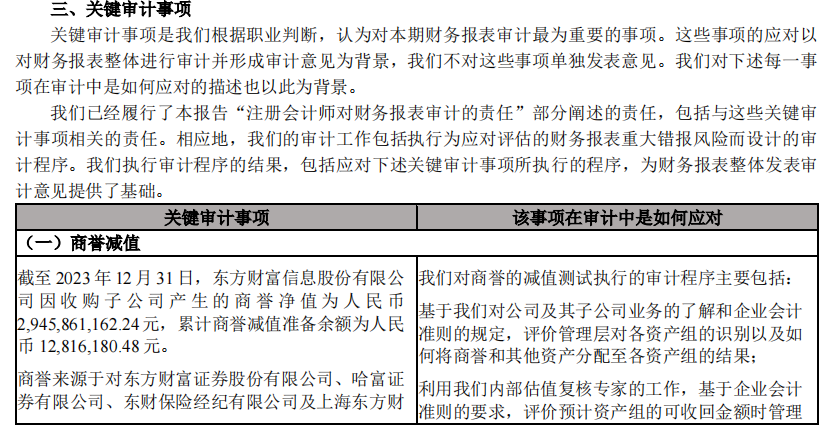 三、关键审计事项
关键审计事项是我们根据职业判断，认为对本期财务报表审计最为重要的事项。这些事项的应对以
对财务报表整体进行审计并形成审计意见为背景，我们不对这些事项单独发表意见。我们对下述每一事
项在审计中是如何应对的描述也以此为背景。
我们已经履行了本报告“注册会计师对财务报表审计的责任”部分阐述的责任，包括与这些关键审
计事项相关的责任。相应地，我们的审计工作包括执行为应对评估的财务报表重大错报风险而设计的审
计程序。我们执行审计程序的结果，包括应对下述关键审计事项所执行的程序，为财务报表整体发表审
计意见提供了基础。
关键审计事项
该事项在审计中是如何应对
（一）商誉减值
截至 2023 年 12 月 31 日，东方财富信息股份有限公
司因收购子公司产生的商誉净值为人民币
2,945,861,162.24 元，累计商誉减值准备余额为人民
币 12,816,180.48 元。
商誉来源于对东方财富证券股份有限公司、哈富证
券有限公司、东财保险经纪有限公司及上海东方财
我们对商誉的减值测试执行的审计程序主要包括：
基于我们对公司及其子公司业务的了解和企业会计
准则的规定，评价管理层对各资产组的识别以及如
何将商誉和其他资产分配至各资产组的结果；
利用我们内部估值复核专家的工作，基于企业会计
准则的要求，评价预计资产组的可收回金额时管理